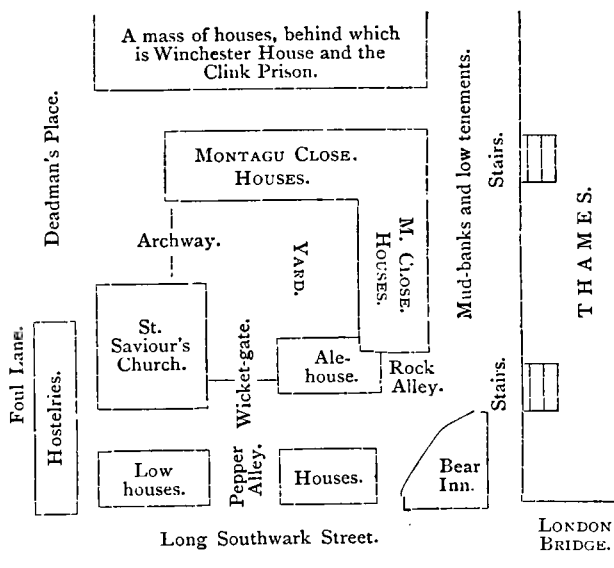 A mass of houses, behind which
is Winchester House and the
Clink Prison.
Deadman's Place.
Mud-banks and low tenements.
Stairs.
THAMES.
MONTAGU CLOSE.
HOUSES.
Archway.
YARD.
M. CLOSE.
HOUSES.
St.
Saviour's
Church.
Wicket-gate.
Ale-
house.
Rock
Alley.
Stairs.
Foul Lane.
Hostelries.
Low
houses.
Pepper
Alley.
Houses.
Bear
Inn.
Long Southwark Street.
LONDON
BRIDGE.